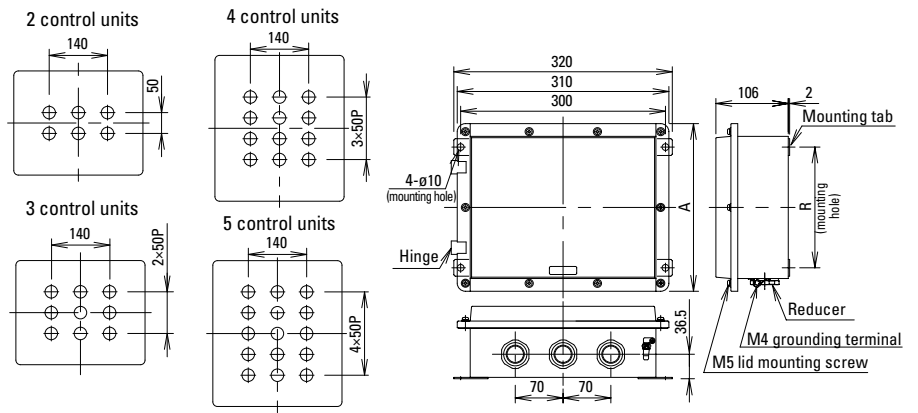 2 control units
140
50
4 control units
140
3×50P
3 control units
140
2×50P
5 control units
140
4×50P
320
310
300
4-ø10
(mounting hole)
Hinge
A
106
2
Mounting tab
R
(mounting
hole)
Reducer
M4 grounding terminal
M5 lid mounting screw
36.5
70
70